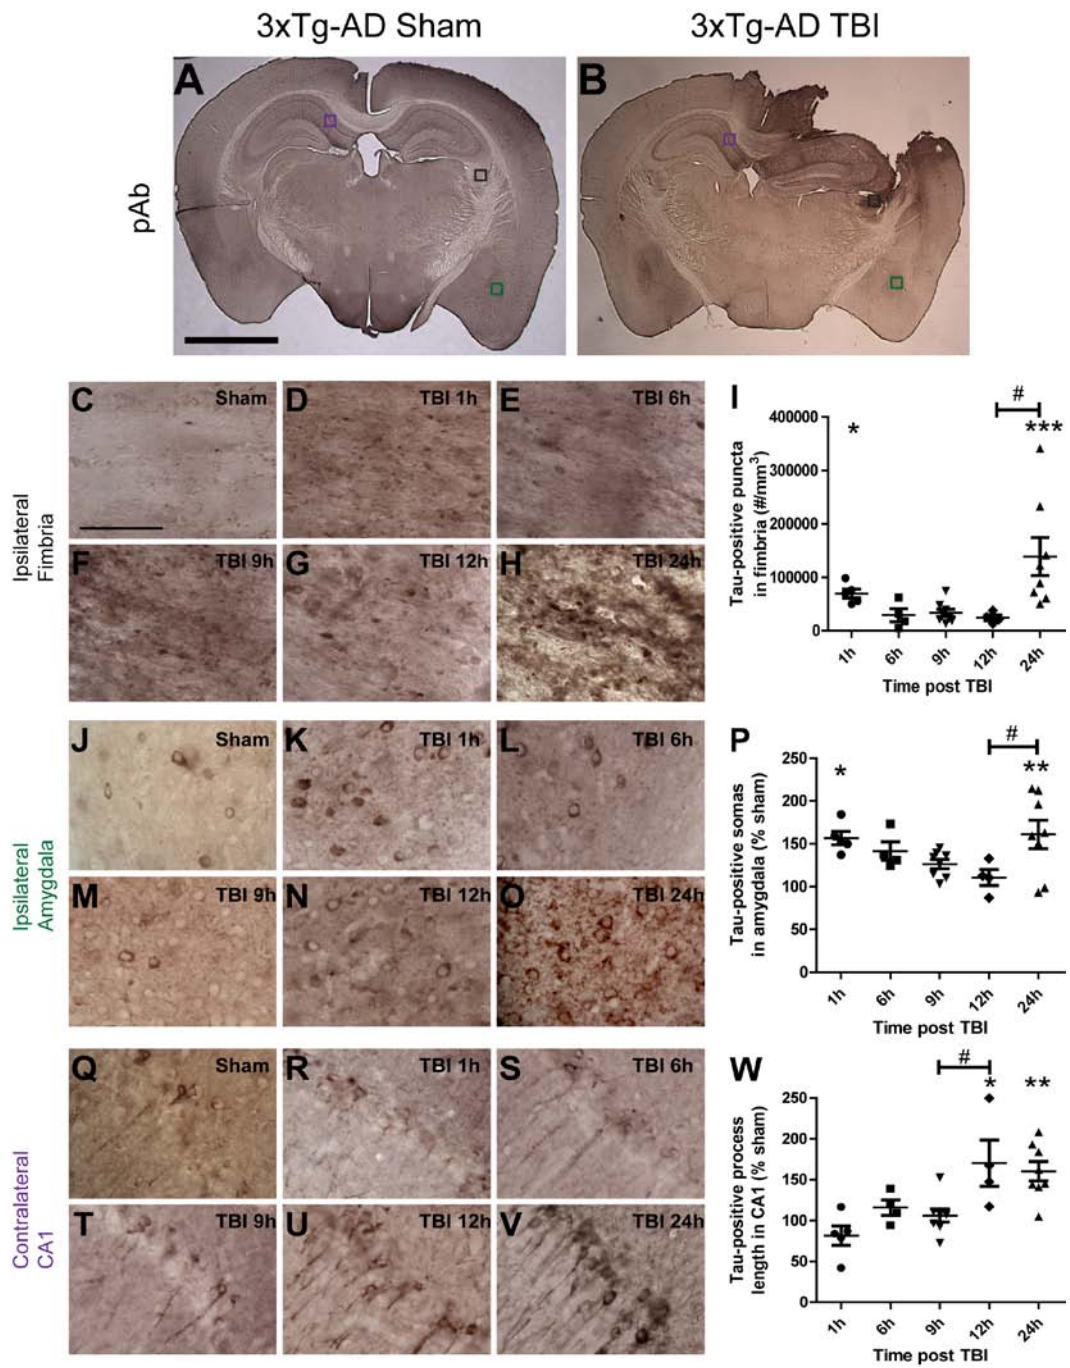 3xTg-AD Sham
3xTg-AD TBI
pAb
A
B
Ipsilateral
Fimbria
C Sham
D TBI 1h
E TBI 6h
F TBI 9h
G TBI 12h
H TBI 24h
I
Tau-positive puncta
in fimbria (#/mm³)
400000
300000
200000
100000
0
*
#
***
1h
6h
9h
12h
24h
Time post TBI
Ipsilateral
Amygdala
J Sham
K TBI 1h
L TBI 6h
M TBI 9h
N TBI 12h
O TBI 24h
P
Tau-positive somas
in amygdala (% sham)
250
200
150
100
50
0
*
#
**
1h
6h
9h
12h
24h
Time post TBI
Contralateral
CA1
Q Sham
R TBI 1h
S TBI 6h
T TBI 9h
U TBI 12h
V TBI 24h
W
Tau-positive process
length in CA1 (% sham)
250
200
150
100
50
0
#
*
**
1h
6h
9h
12h
24h
Time post TBI